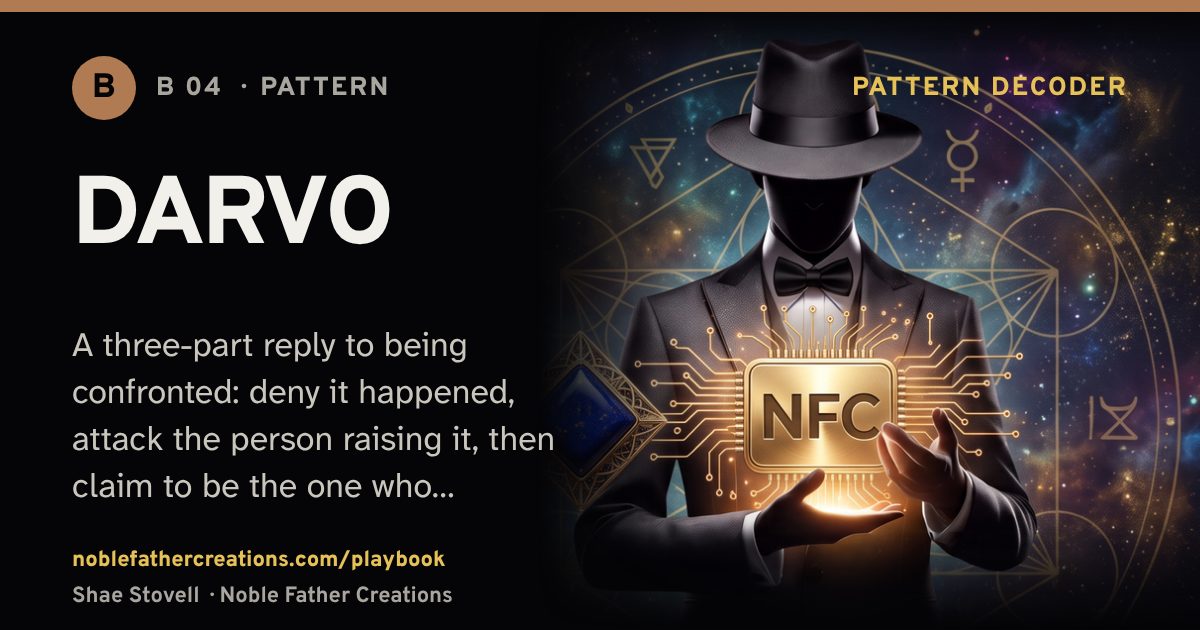 B
B 04 · PATTERN
PATTERN DECODER
DARVO
A three-part reply to being
confronted: deny it happened,
attack the person raising it, then
claim to be the one who...
NFC
noblefathercreations.com/playbook
Shae Stovell · Noble Father Creations